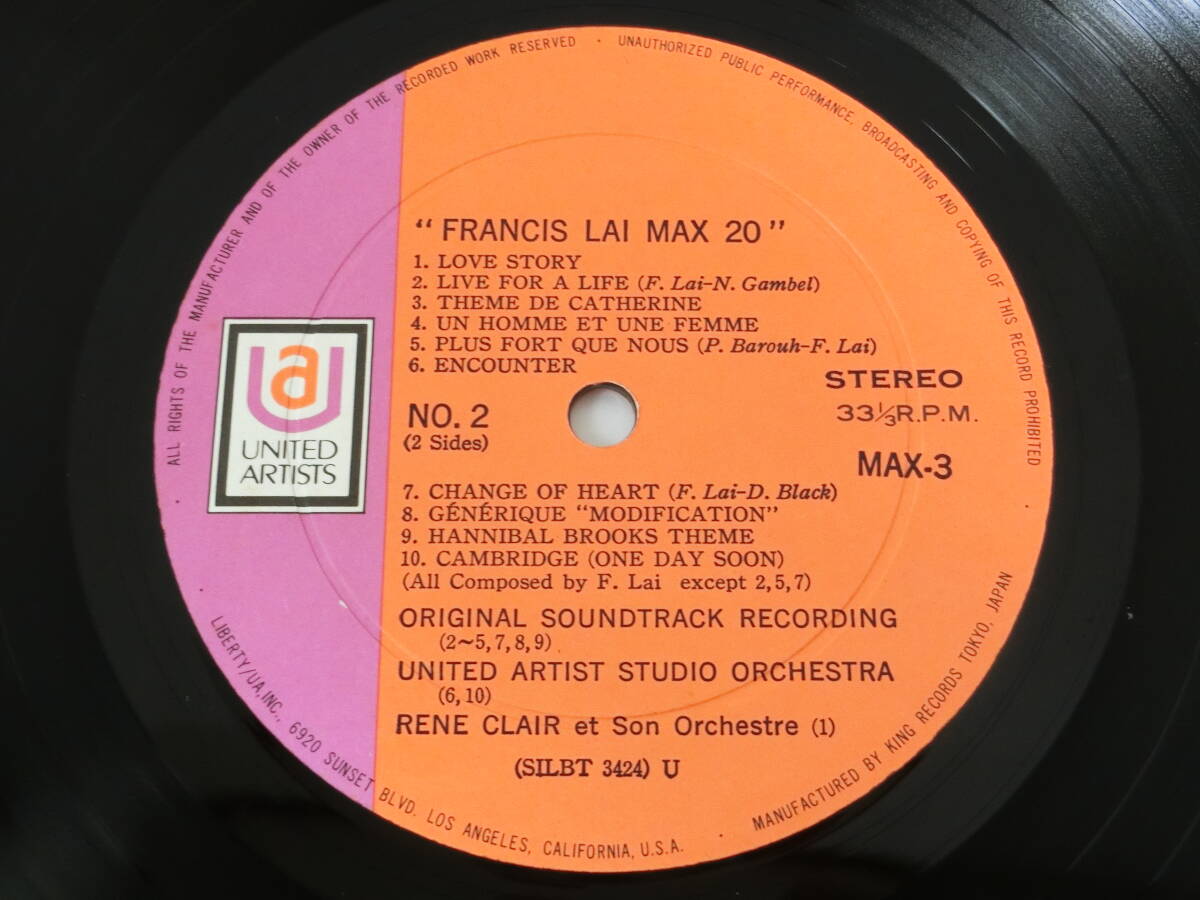 ALL RIGHTS OF THE MANUFACTURER AND OF THE OWNER OF THE RECORDED WORK RESERVED · UNAUTHORIZED PUBLIC PERFORMANCE, BROADCASTING AND COPYING OF THIS RECORD PROHIBITED
"FRANCIS LAI MAX 20"
1. LOVE STORY
2. LIVE FOR A LIFE (F. Lai-N. Gambel)
3. THEME DE CATHERINE
4. UN HOMME ET UNE FEMME
5. PLUS FORT QUE NOUS (P. Barouh-F. Lai)
6. ENCOUNTER
ua
UNITED
ARTISTS
NO. 2
(2 Sides)
STEREO
33⅓R.P.M.
MAX-3
7. CHANGE OF HEART (F. Lai-D. Black)
8. GÉNÉRIQUE "MODIFICATION"
9. HANNIBAL BROOKS THEME
10. CAMBRIDGE (ONE DAY SOON)
(All Composed by F. Lai except 2,5,7)
ORIGINAL SOUNDTRACK RECORDING
(2~5,7,8,9)
UNITED ARTIST STUDIO ORCHESTRA
(6,10)
RENE CLAIR et Son Orchestre (1)
(SILBT 3424) U
LIBERTY/UA,INC., 6920 SUNSET BLVD. LOS ANGELES, CALIFORNIA, U.S.A. · MANUFACTURED BY KING RECORDS TOKYO, JAPAN